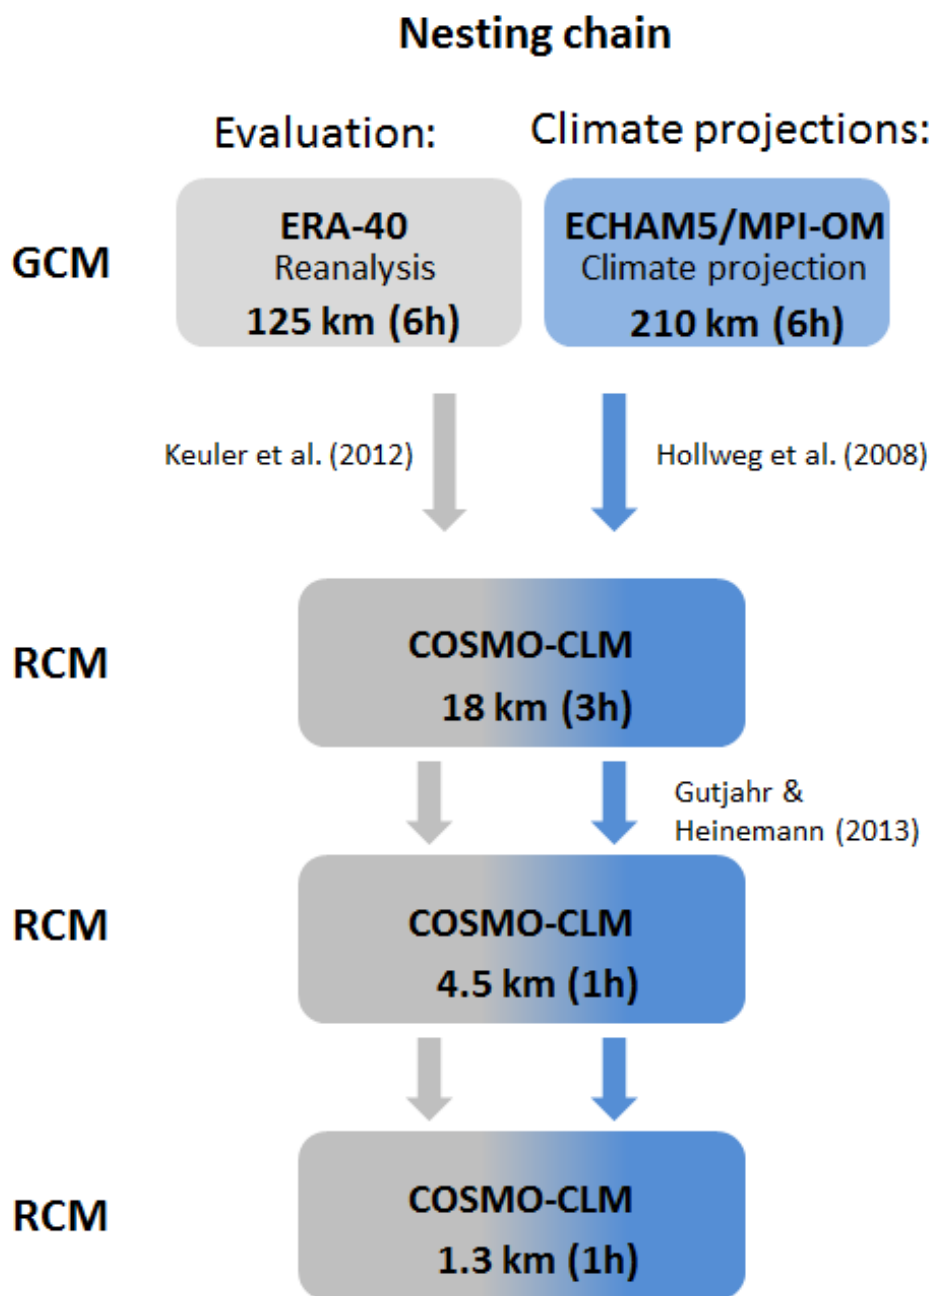 Nesting chain
Evaluation:
Climate projections:
GCM
ERA-40
Reanalysis
125 km (6h)
ECHAM5/MPI-OM
Climate projection
210 km (6h)
Keuler et al. (2012)
Hollweg et al. (2008)
RCM
COSMO-CLM
18 km (3h)
Gutjahr &
Heinemann (2013)
RCM
COSMO-CLM
4.5 km (1h)
RCM
COSMO-CLM
1.3 km (1h)